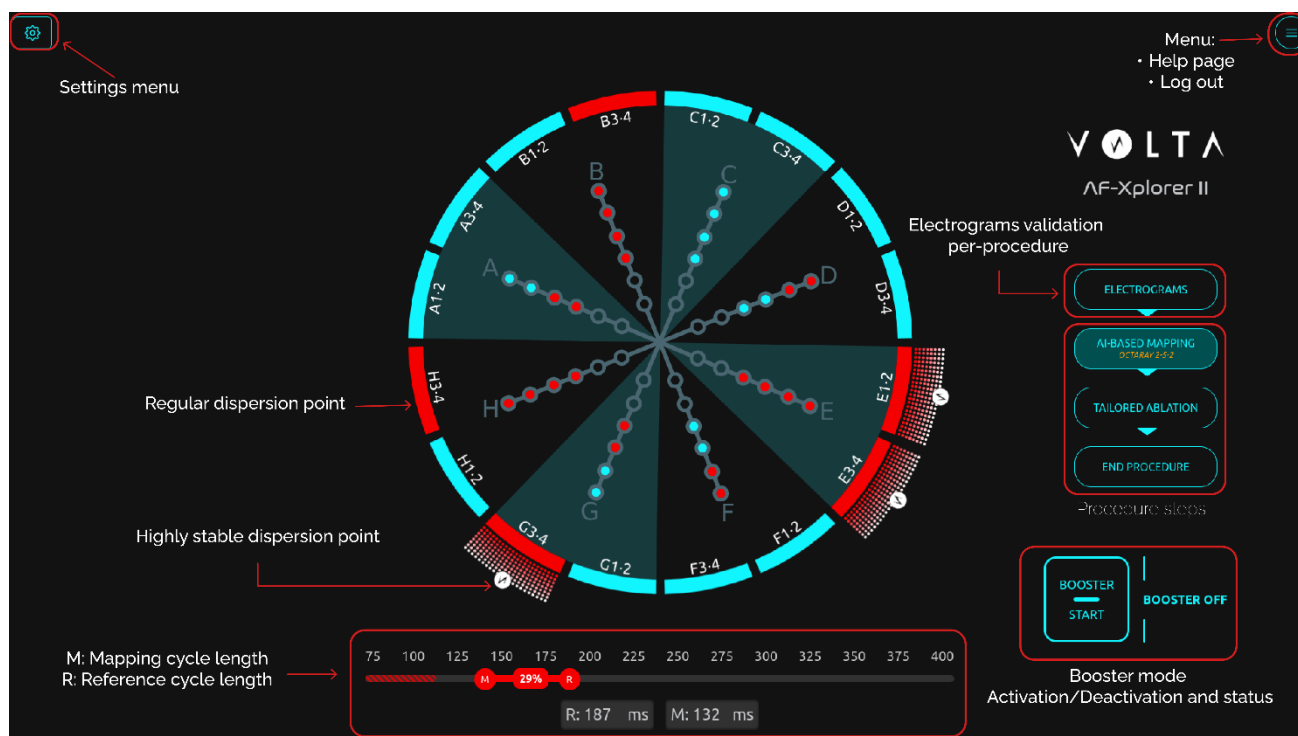 Settings menu
Menu:
• Help page
• Log out
VOLTA
AF-Xplorer II
Electrograms validation
per-procedure
ELECTROGRAMS
AI-BASED MAPPING
OCTARAY 2-5-2
TAILORED ABLATION
END PROCEDURE
Procedure steps
B3·4
C1·2
B1·2
C3·4
A3·4
D1·2
A1·2
D3·4
H3·4
E1·2
H1·2
E3·4
G3·4
F1·2
G1·2
F3·4
B
C
A
D
H
E
G
F
Regular dispersion point
Highly stable dispersion point
BOOSTER
START
BOOSTER OFF
Booster mode
Activation/Deactivation and status
M: Mapping cycle length
R: Reference cycle length
75 100 125 150 175 200 225 250 275 300 325 350 375 400
M 29% R
R: 187 ms M: 132 ms